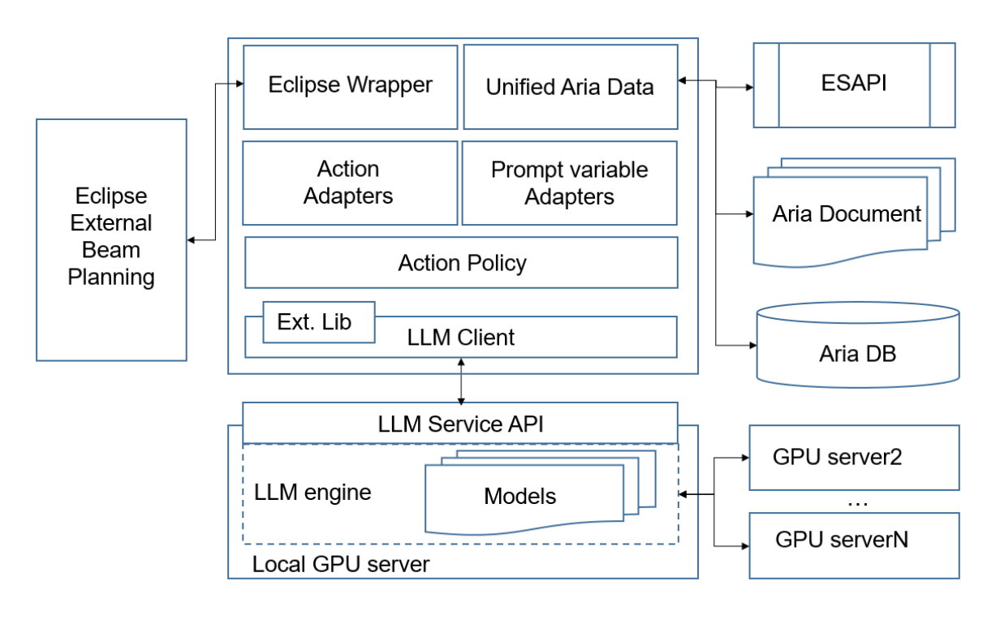 Eclipse
External
Beam
Planning
Eclipse Wrapper
Unified Aria Data
Action
Adapters
Prompt variable
Adapters
Action Policy
Ext. Lib
LLM Client
ESAPI
Aria Document
Aria DB
LLM Service API
LLM engine
Models
Local GPU server
GPU server2
...
GPU serverN